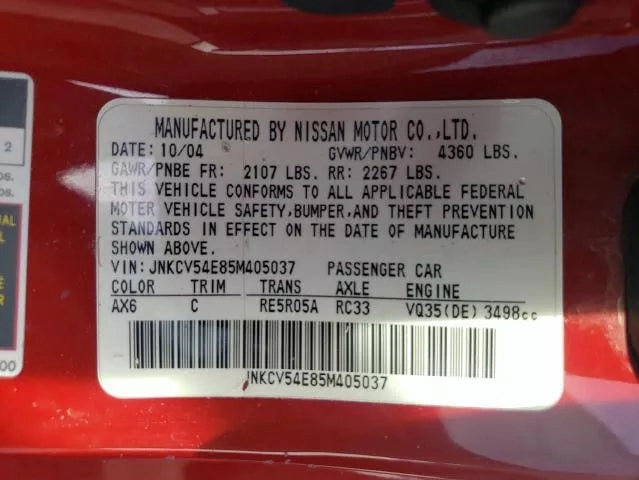 MANUFACTURED BY NISSAN MOTOR CO.,LTD.
DATE: 10/04 GVWR/PNBV: 4360 LBS.
GAWR/PNBE FR: 2107 LBS. RR: 2267 LBS.
THIS VEHICLE CONFORMS TO ALL APPLICABLE FEDERAL
MOTER VEHICLE SAFETY,BUMPER,AND THEFT PREVENTION
STANDARDS IN EFFECT ON THE DATE OF MANUFACTURE
SHOWN ABOVE.
VIN: JNKCV54E85M405037 PASSENGER CAR
COLOR TRIM TRANS AXLE ENGINE
AX6 C RE5R05A RC33 VQ35(DE) 3498cc
JNKCV54E85M405037
2